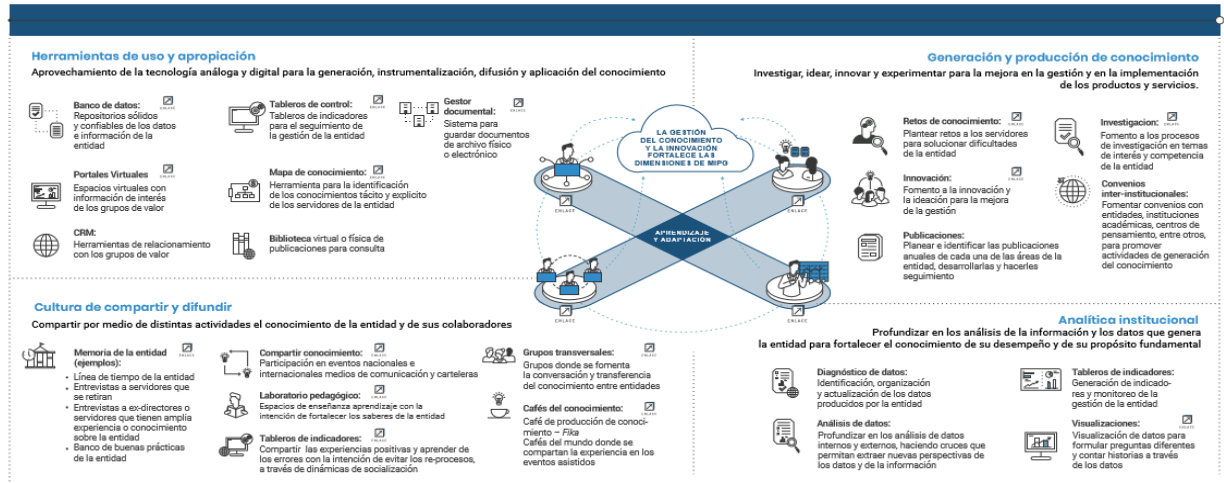 Herramientas de uso y apropiación
Aprovechamiento de la tecnología análoga y digital para la generación, instrumentalización, difusión y aplicación del conocimiento
Banco de datos:
Repositorios sólidos
y confiables de los datos
e información de la
entidad
ENLACE
Tableros de control:
Tableros de indicadores
para el seguimiento de
la gestión de la entidad
ENLACE
Gestor
documental:
Sistema para
guardar documentos
de archivo físico
o electrónico
ENLACE
Portales Virtuales
Espacios virtuales con
información de interés
de los grupos de valor
ENLACE
Mapa de conocimiento:
Herramienta para la identificación
de los conocimientos tácito y explícito
de los servidores de la entidad
ENLACE
CRM:
Herramientas de relacionamiento
con los grupos de valor
Biblioteca virtual o física de
publicaciones para consulta
LA GESTIÓN
DEL CONOCIMIENTO
Y LA INNOVACIÓN
FORTALECE LAS
DIMENSIONES DE MIPG
ENLACE
ENLACE
APRENDIZAJE
Y ADAPTACIÓN
ENLACE
ENLACE
Generación y producción de conocimiento
Investigar, idear, innovar y experimentar para la mejora en la gestión y en la implementación
de los productos y servicios.
Retos de conocimiento:
Plantear retos a los servidores
para solucionar dificultades
de la entidad
ENLACE
Investigacion:
Fomento a los procesos
de investigación en temas
de interés y competencia
de la entidad
ENLACE
Innovación:
Fomento a la innovación y
la ideación para la mejora
de la gestión
ENLACE
Convenios
inter-institucionales:
Fomentar convenios con
entidades, instituciones
académicas, centros de
pensamiento, entre otros,
para promover
actividades de generación
del conocimiento
Publicaciones:
Planear e identificar las publicaciones
anuales de cada una de las áreas de la
entidad, desarrollarlas y hacerles
seguimiento
Cultura de compartir y difundir
Compartir por medio de distintas actividades el conocimiento de la entidad y de sus colaboradores
Memoria de la entidad
(ejemplos):
ENLACE
• Línea de tiempo de la entidad
• Entrevistas a servidores que
se retiran
• Entrevistas a ex-directores o
servidores que tienen amplia
experiencia o conocimiento
sobre la entidad
• Banco de buenas prácticas
de la entidad
Compartir conocimiento:
Participación en eventos nacionales e
internacionales medios de comunicación y carteleras
ENLACE
Laboratorio pedagógico:
Espacios de enseñanza aprendizaje con la
intención de fortalecer los saberes de la entidad
ENLACE
Tableros de indicadores:
Compartir las experiencias positivas y aprender de
los errores con la intención de evitar los re-procesos,
a través de dinámicas de socialización
ENLACE
Grupos transversales:
Grupos donde se fomenta
la conversación y transferencia
del conocimiento entre entidades
ENLACE
Cafés del conocimiento:
Café de producción de conoci-
miento – Fika
Cafés del mundo donde se
compartan la experiencia en los
eventos asistidos
ENLACE
Analítica institucional
Profundizar en los análisis de la información y los datos que genera
la entidad para fortalecer el conocimiento de su desempeño y de su propósito fundamental
Diagnóstico de datos:
Identificación, organización
y actualización de los datos
producidos por la entidad
ENLACE
Tableros de indicadores:
Generación de indicado-
res y monitoreo de la
gestión de la entidad
ENLACE
Análisis de datos:
Profundizar en los análisis de datos
internos y externos, haciendo cruces que
permitan extraer nuevas perspectivas de
los datos y de la información
ENLACE
Visualizaciones:
Visualización de datos para
formular preguntas diferentes
y contar historias a través
de los datos
ENLACE